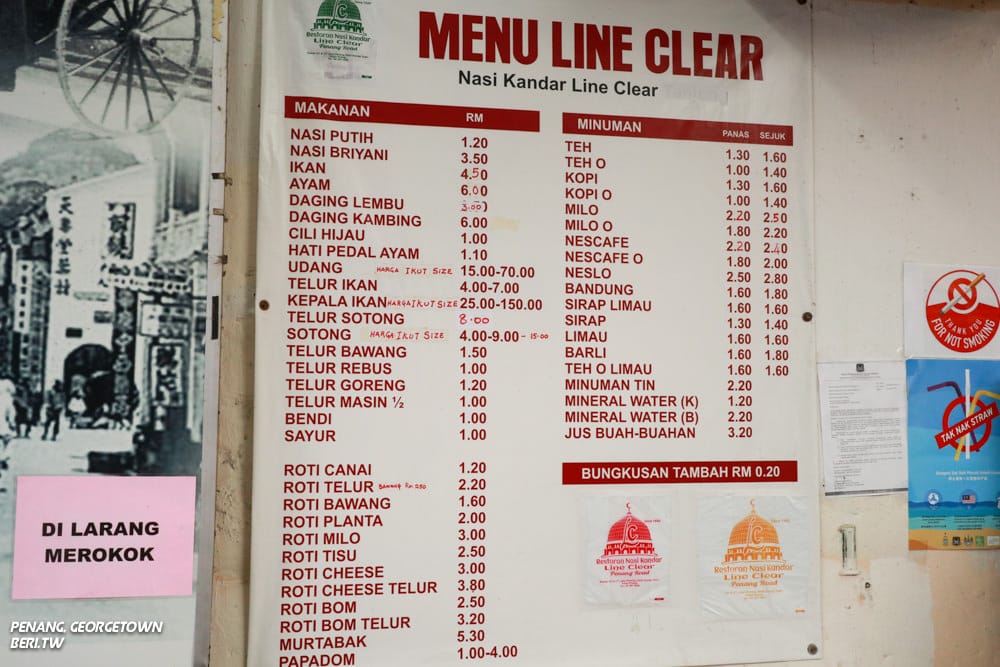 MENU LINE CLEAR
Nasi Kandar Line Clear
Restoran Nasi Kandar
Line Clear
Penang Road
MAKANAN RM
NASI PUTIH 1.20
NASI BRIYANI 3.50
IKAN 4.50
AYAM 6.00
DAGING LEMBU 3.00
DAGING KAMBING 6.00
CILI HIJAU 1.00
HATI PEDAL AYAM 1.10
UDANG HARGA IKUT SIZE 15.00-70.00
TELUR IKAN 4.00-7.00
KEPALA IKAN HARGA IKUT SIZE 25.00-150.00
TELUR SOTONG 8.00
SOTONG HARGA IKUT SIZE 4.00-9.00 - 15.00
TELUR BAWANG 1.50
TELUR REBUS 1.00
TELUR GORENG 1.20
TELUR MASIN ½ 1.00
BENDI 1.00
SAYUR 1.00
ROTI CANAI 1.20
ROTI TELUR BAWANG RM 2.50 2.20
ROTI BAWANG 1.60
ROTI PLANTA 2.00
ROTI MILO 3.00
ROTI TISU 2.50
ROTI CHEESE 3.00
ROTI CHEESE TELUR 3.80
ROTI BOM 2.50
ROTI BOM TELUR 3.20
MURTABAK 5.30
PAPADOM 1.00-4.00
MINUMAN PANAS SEJUK
TEH 1.30 1.60
TEH O 1.00 1.40
KOPI 1.30 1.60
KOPI O 1.00 1.40
MILO 2.20 2.50
MILO O 1.80 2.20
NESCAFE 2.20 2.40
NESCAFE O 1.80 2.00
NESLO 2.50 2.80
BANDUNG 1.60 1.80
SIRAP LIMAU 1.60 1.60
SIRAP 1.30 1.40
LIMAU 1.60 1.80
BARLI 1.60 1.80
TEH O LIMAU 1.60 1.60
MINUMAN TIN 2.20
MINERAL WATER (K) 1.20
MINERAL WATER (B) 2.20
JUS BUAH-BUAHAN 3.20
BUNGKUSAN TAMBAH RM 0.20
Restoran Nasi Kandar
Line Clear
Penang Road
Restoran Nasi Kandar
Line Clear
Penang Road
THANK YOU
FOR NOT SMOKING
TAK NAK STRAW
DI LARANG
MEROKOK
PENANG, GEORGETOWN
BERI.TW